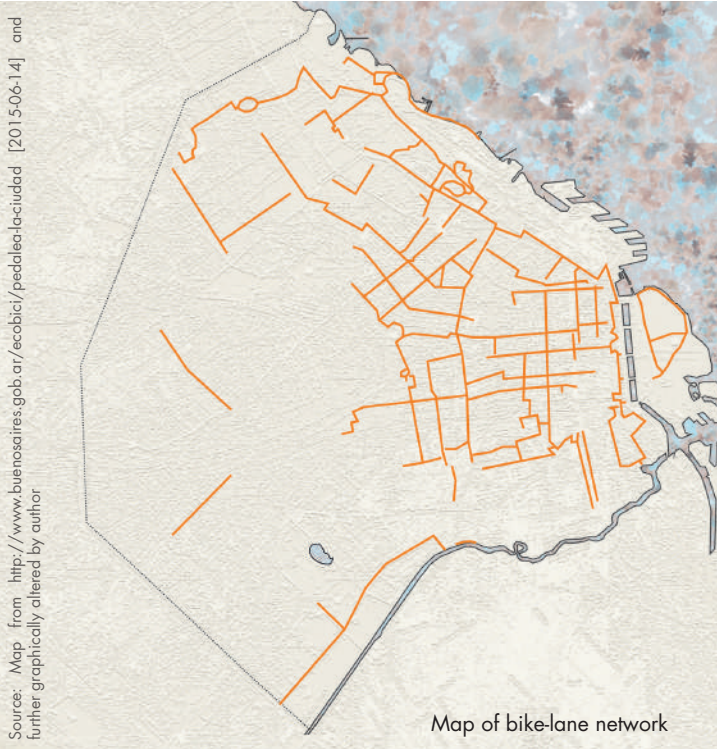 Source: Map from http://www.buenosaires.gob.ar/ecobici/pedalea-la-ciudad [2015-06-14] and
further graphically altered by author
Map of bike-lane network